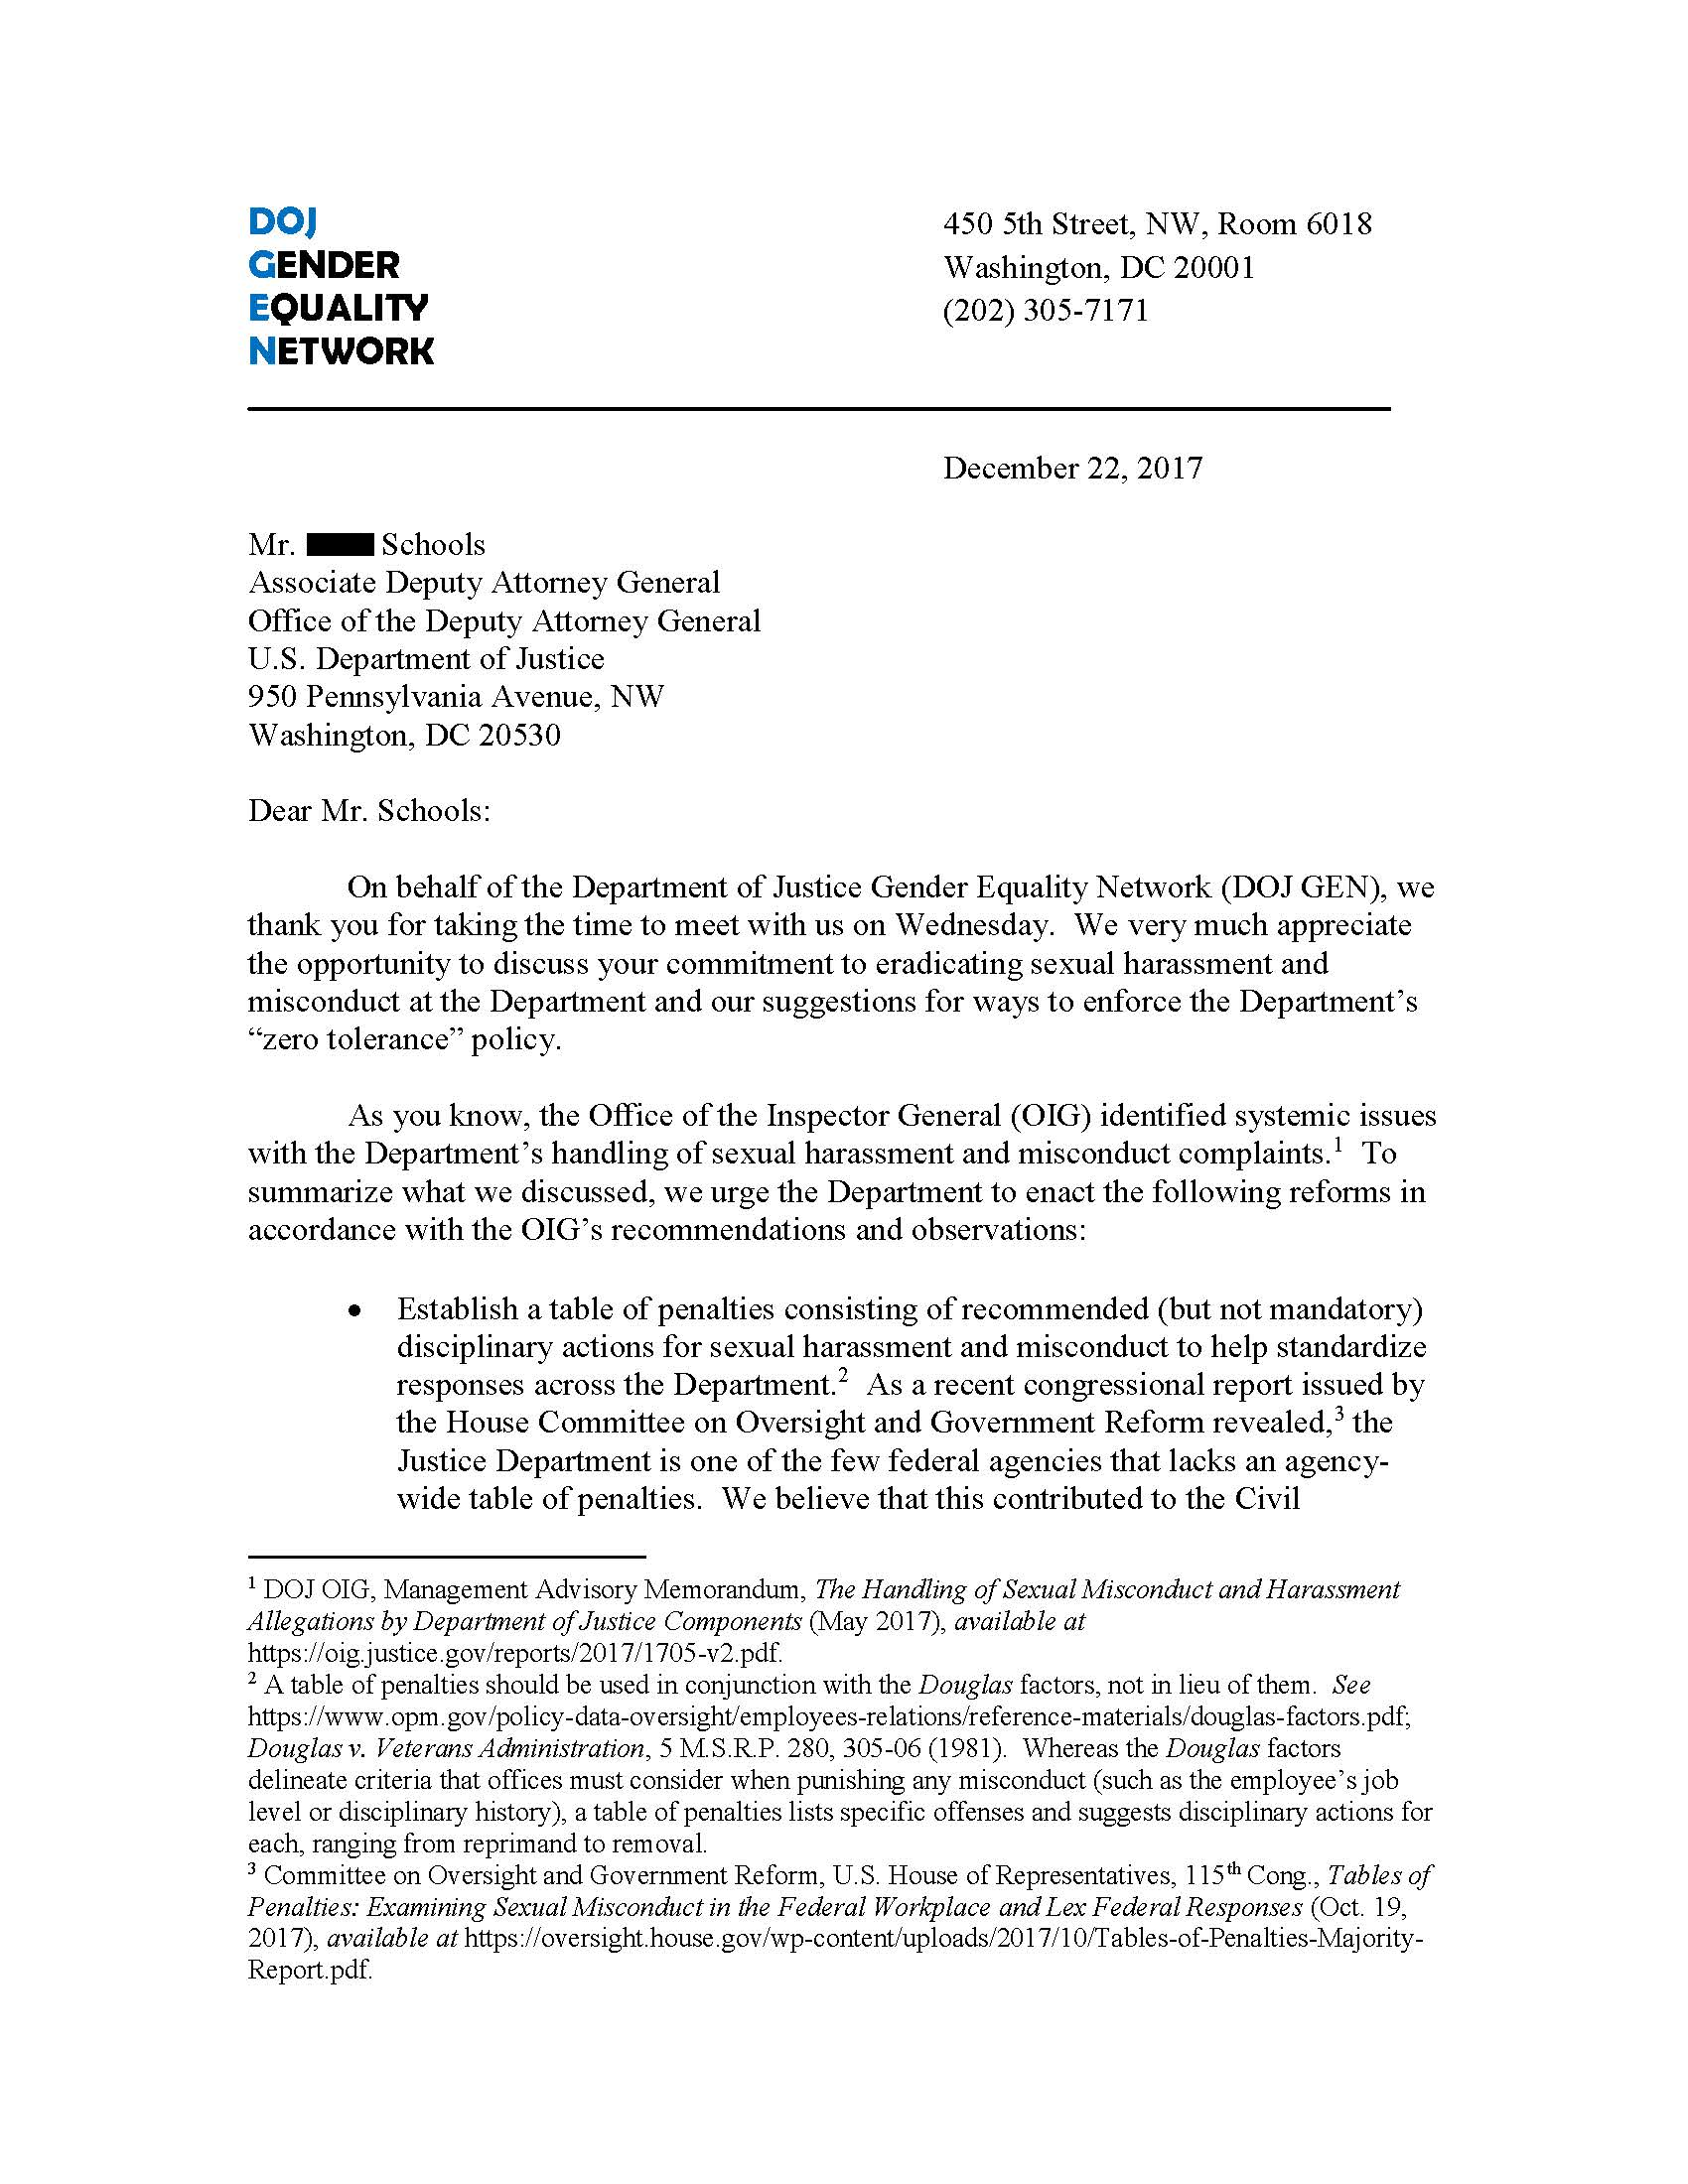 DOJ
GENDER
EQUALITY
NETWORK
450 5th Street, NW, Room 6018
Washington, DC 20001
(202) 305-7171
December 22, 2017
Mr. Schools
Associate Deputy Attorney General
Office of the Deputy Attorney General
U.S. Department of Justice
950 Pennsylvania Avenue, NW
Washington, DC 20530
Dear Mr. Schools:
On behalf of the Department of Justice Gender Equality Network (DOJ GEN), we
thank you for taking the time to meet with us on Wednesday. We very much appreciate
the opportunity to discuss your commitment to eradicating sexual harassment and
misconduct at the Department and our suggestions for ways to enforce the Department’s
“zero tolerance” policy.
As you know, the Office of the Inspector General (OIG) identified systemic issues
with the Department’s handling of sexual harassment and misconduct complaints.1 To
summarize what we discussed, we urge the Department to enact the following reforms in
accordance with the OIG’s recommendations and observations:
• Establish a table of penalties consisting of recommended (but not mandatory)
disciplinary actions for sexual harassment and misconduct to help standardize
responses across the Department.2 As a recent congressional report issued by
the House Committee on Oversight and Government Reform revealed,3 the
Justice Department is one of the few federal agencies that lacks an agency-
wide table of penalties. We believe that this contributed to the Civil
1 DOJ OIG, Management Advisory Memorandum, The Handling of Sexual Misconduct and Harassment
Allegations by Department of Justice Components (May 2017), available at
https://oig.justice.gov/reports/2017/1705-v2.pdf.
2 A table of penalties should be used in conjunction with the Douglas factors, not in lieu of them. See
https://www.opm.gov/policy-data-oversight/employees-relations/reference-materials/douglas-factors.pdf;
Douglas v. Veterans Administration, 5 M.S.R.P. 280, 305-06 (1981). Whereas the Douglas factors
delineate criteria that offices must consider when punishing any misconduct (such as the employee’s job
level or disciplinary history), a table of penalties lists specific offenses and suggests disciplinary actions for
each, ranging from reprimand to removal.
3 Committee on Oversight and Government Reform, U.S. House of Representatives, 115th Cong., Tables of
Penalties: Examining Sexual Misconduct in the Federal Workplace and Lex Federal Responses (Oct. 19,
2017), available at https://oversight.house.gov/wp-content/uploads/2017/10/Tables-of-Penalties-Majority-
Report.pdf.